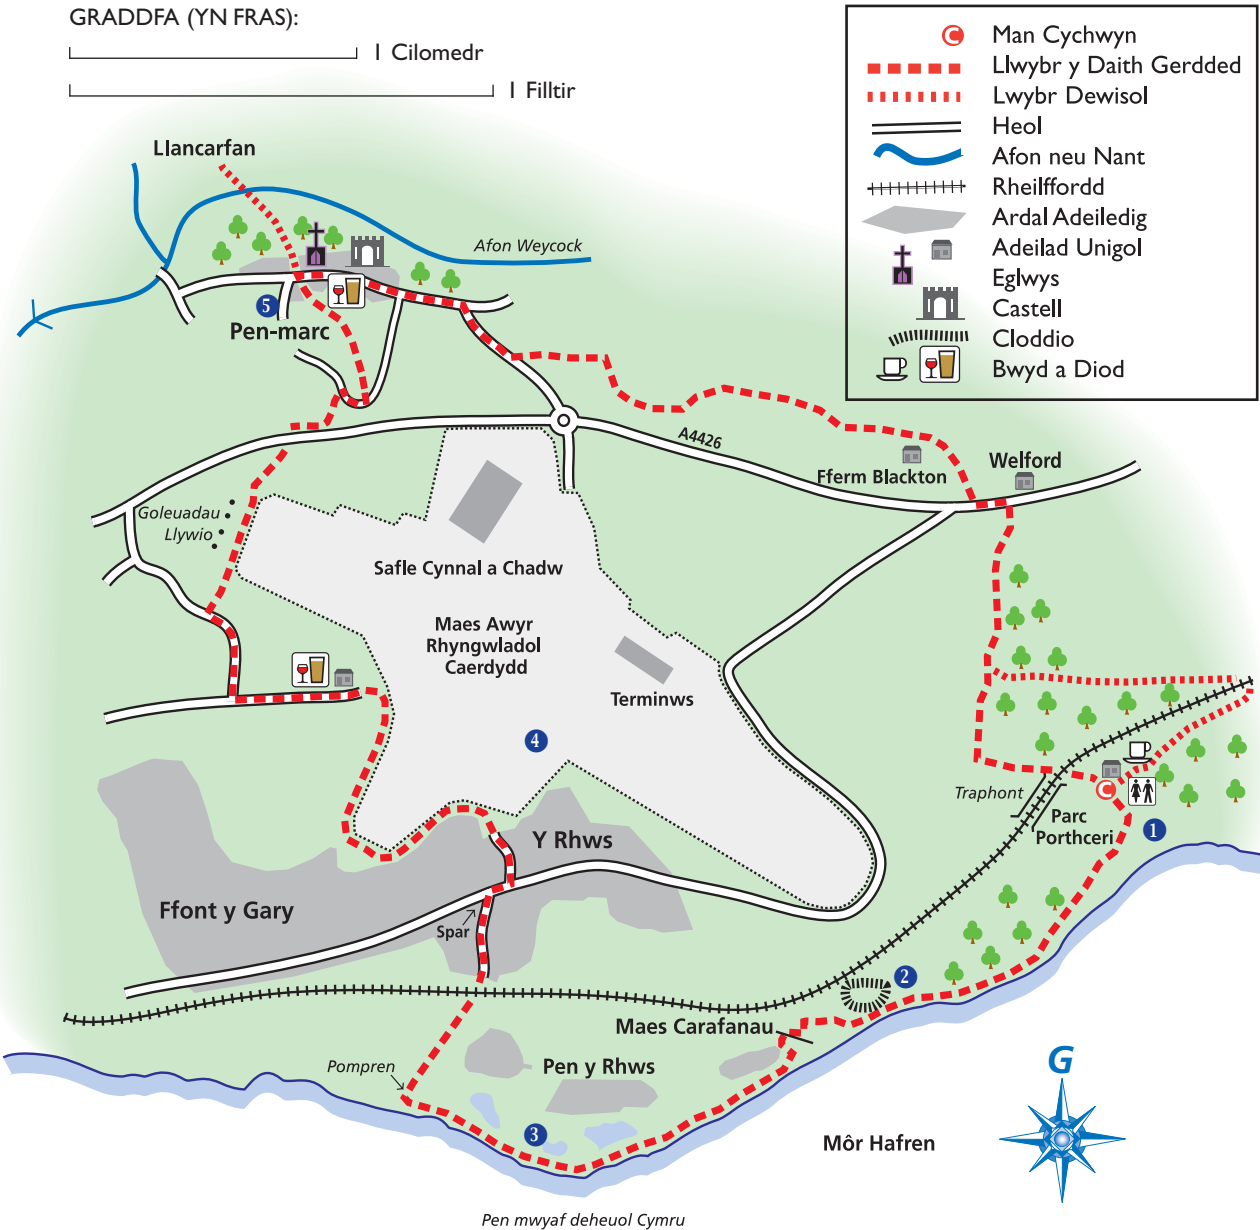 GRADDFA (YN FRAS):
1 Cilomedr
1 Filltir
C Man Cychwyn
Llwybr y Daith Gerdded
Lwybr Dewisol
Heol
Afon neu Nant
Rheilffordd
Ardal Adeiledig
Adeilad Unigol
Eglwys
Castell
Cloddio
Bwyd a Diod
Llancarfan
Afon Weycock
5
Pen-marc
A4426
Fferm Blackton
Welford
Goleuadau
Llywio
Safle Cynnal a Chadw
Maes Awyr
Rhyngwladol
Caerdydd
Terminws
4
Traphont
C
Parc
Porthceri
1
Y Rhws
Ffont y Gary
Spar
2
Maes Carafanau
Pompren
Pen y Rhws
3
G
Môr Hafren
Pen mwyaf deheuol Cymru